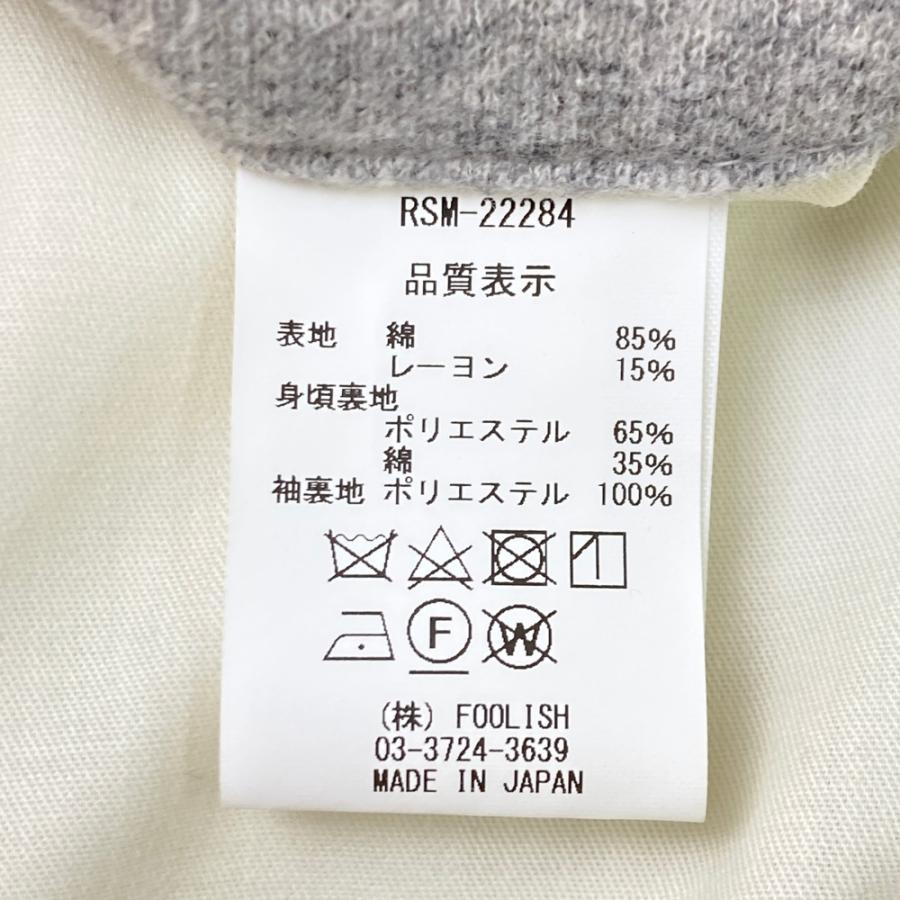 RSM-22284
品質表示
表地 綿 85%
レーヨン 15%
身頃裏地
ポリエステル 65%
綿 35%
袖裏地 ポリエステル 100%
F W
(株) FOOLISH
03-3724-3639
MADE IN JAPAN